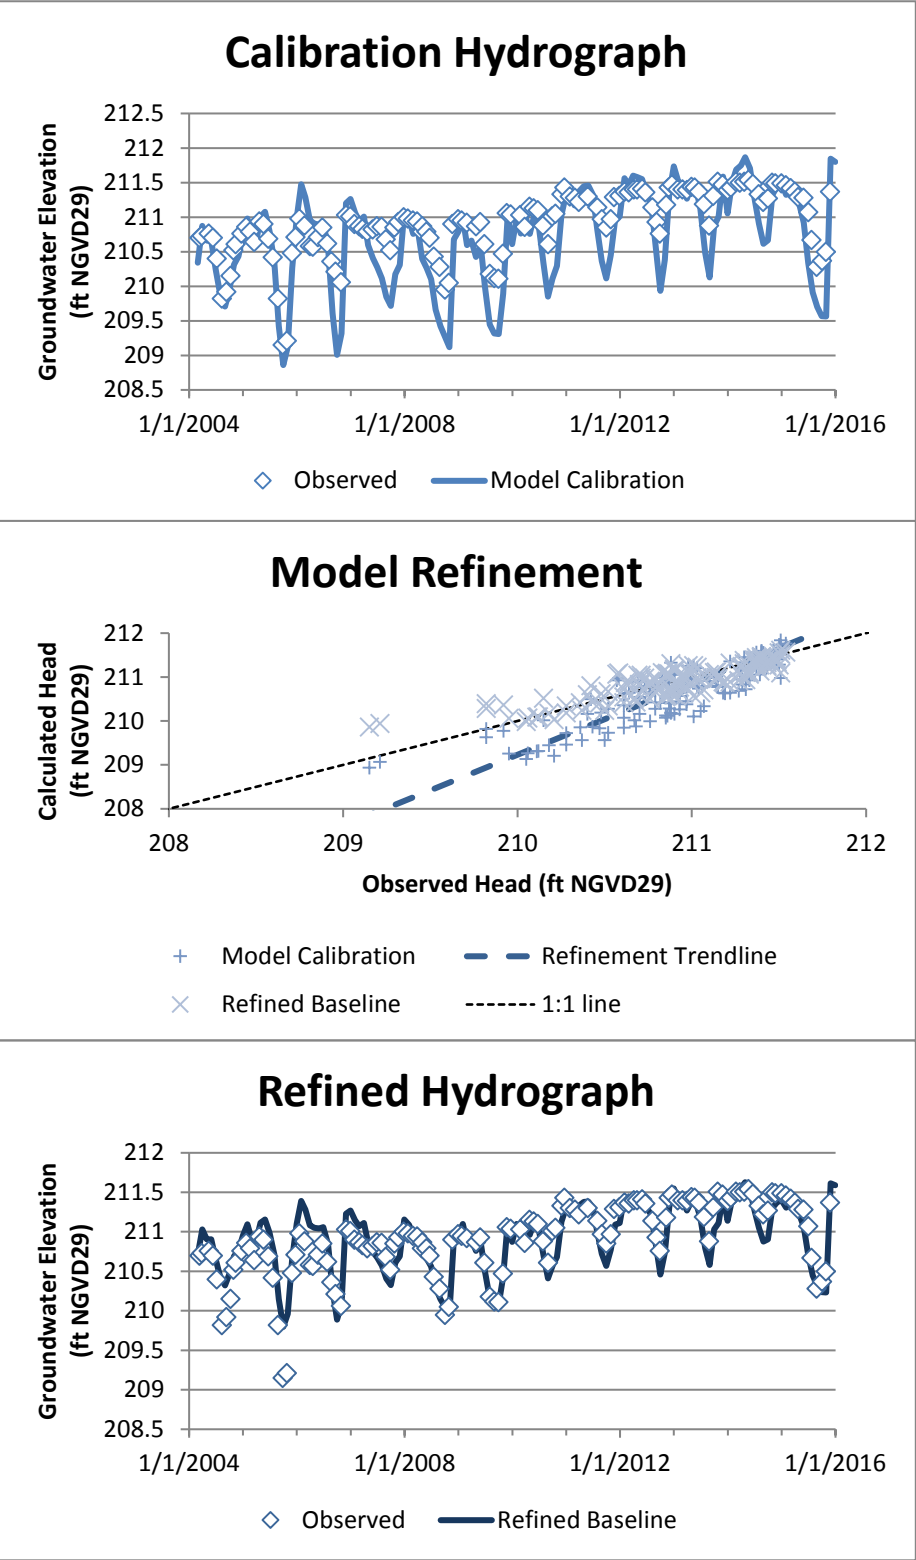 Calibration Hydrograph
Groundwater Elevation
(ft NGVD29)
212.5
212
211.5
211
210.5
210
209.5
209
208.5
1/1/2004 1/1/2008 1/1/2012 1/1/2016
Observed Model Calibration
Model Refinement
Calculated Head
(ft NGVD29)
212
211
210
209
208
208 209 210 211 212
Observed Head (ft NGVD29)
Model Calibration Refinement Trendline
Refined Baseline 1:1 line
Refined Hydrograph
Groundwater Elevation
(ft NGVD29)
212
211.5
211
210.5
210
209.5
209
208.5
1/1/2004 1/1/2008 1/1/2012 1/1/2016
Observed Refined Baseline